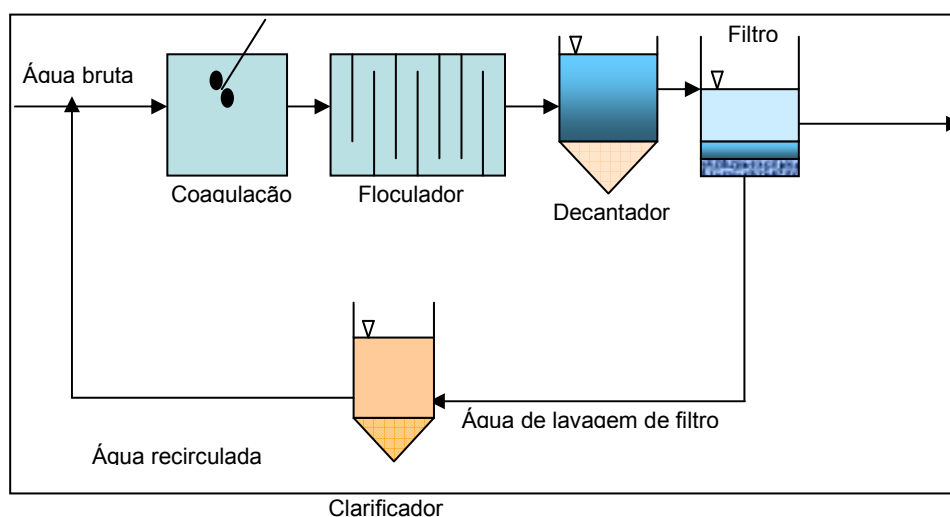 Filtro
Água bruta
Coagulação
Floculador
Decantador
Água de lavagem de filtro
Água recirculada
Clarificador